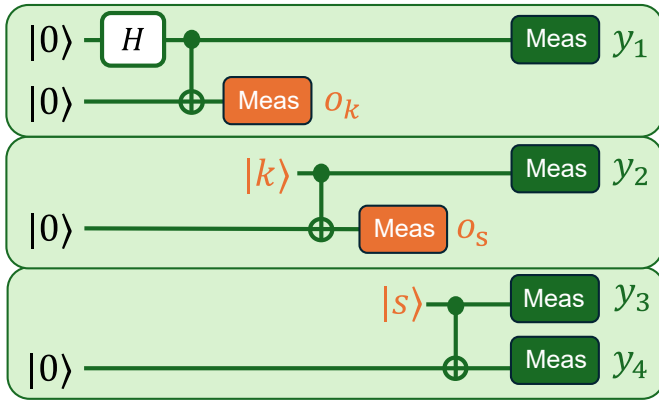 |0⟩ H Meas y₁
|0⟩ Meas oₖ
|k⟩ Meas y₂
|0⟩ Meas oₛ
|s⟩ Meas y₃
|0⟩ Meas y₄